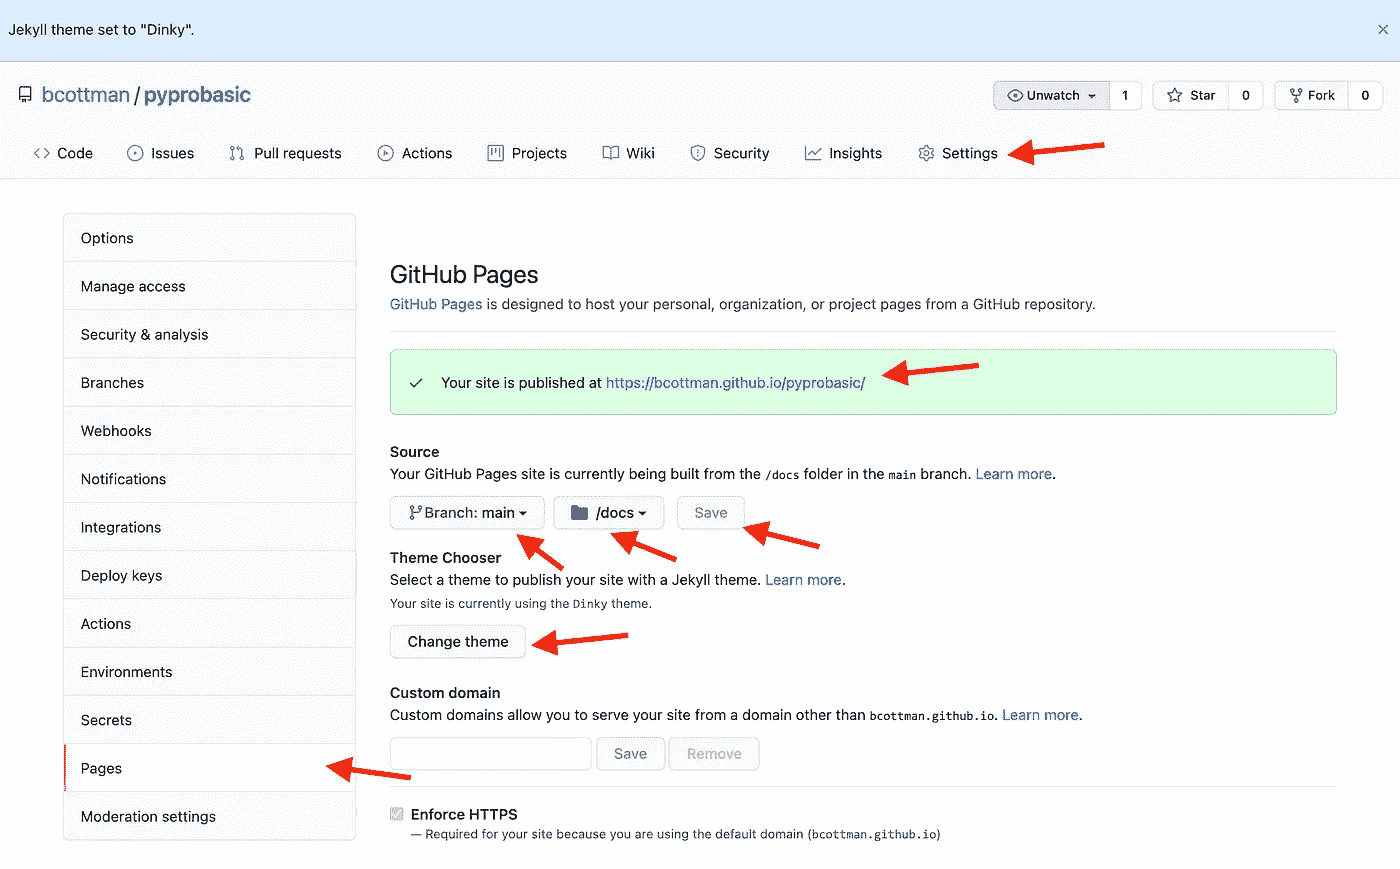 Jekyll theme set to "Dinky".
bcottman / pyprobasic
Unwatch 1 Star 0 Fork 0
Code Issues Pull requests Actions Projects Wiki Security Insights Settings
Options
Manage access
Security & analysis
Branches
Webhooks
Notifications
Integrations
Deploy keys
Actions
Environments
Secrets
Pages
Moderation settings
GitHub Pages
GitHub Pages is designed to host your personal, organization, or project pages from a GitHub repository.
Your site is published at https://bcottman.github.io/pyprobasic/
Source
Your GitHub Pages site is currently being built from the /docs folder in the main branch. Learn more.
Branch: main /docs Save
Theme Chooser
Select a theme to publish your site with a Jekyll theme. Learn more.
Your site is currently using the Dinky theme.
Change theme
Custom domain
Custom domains allow you to serve your site from a domain other than bcottman.github.io. Learn more.
Save Remove
Enforce HTTPS
— Required for your site because you are using the default domain (bcottman.github.io)